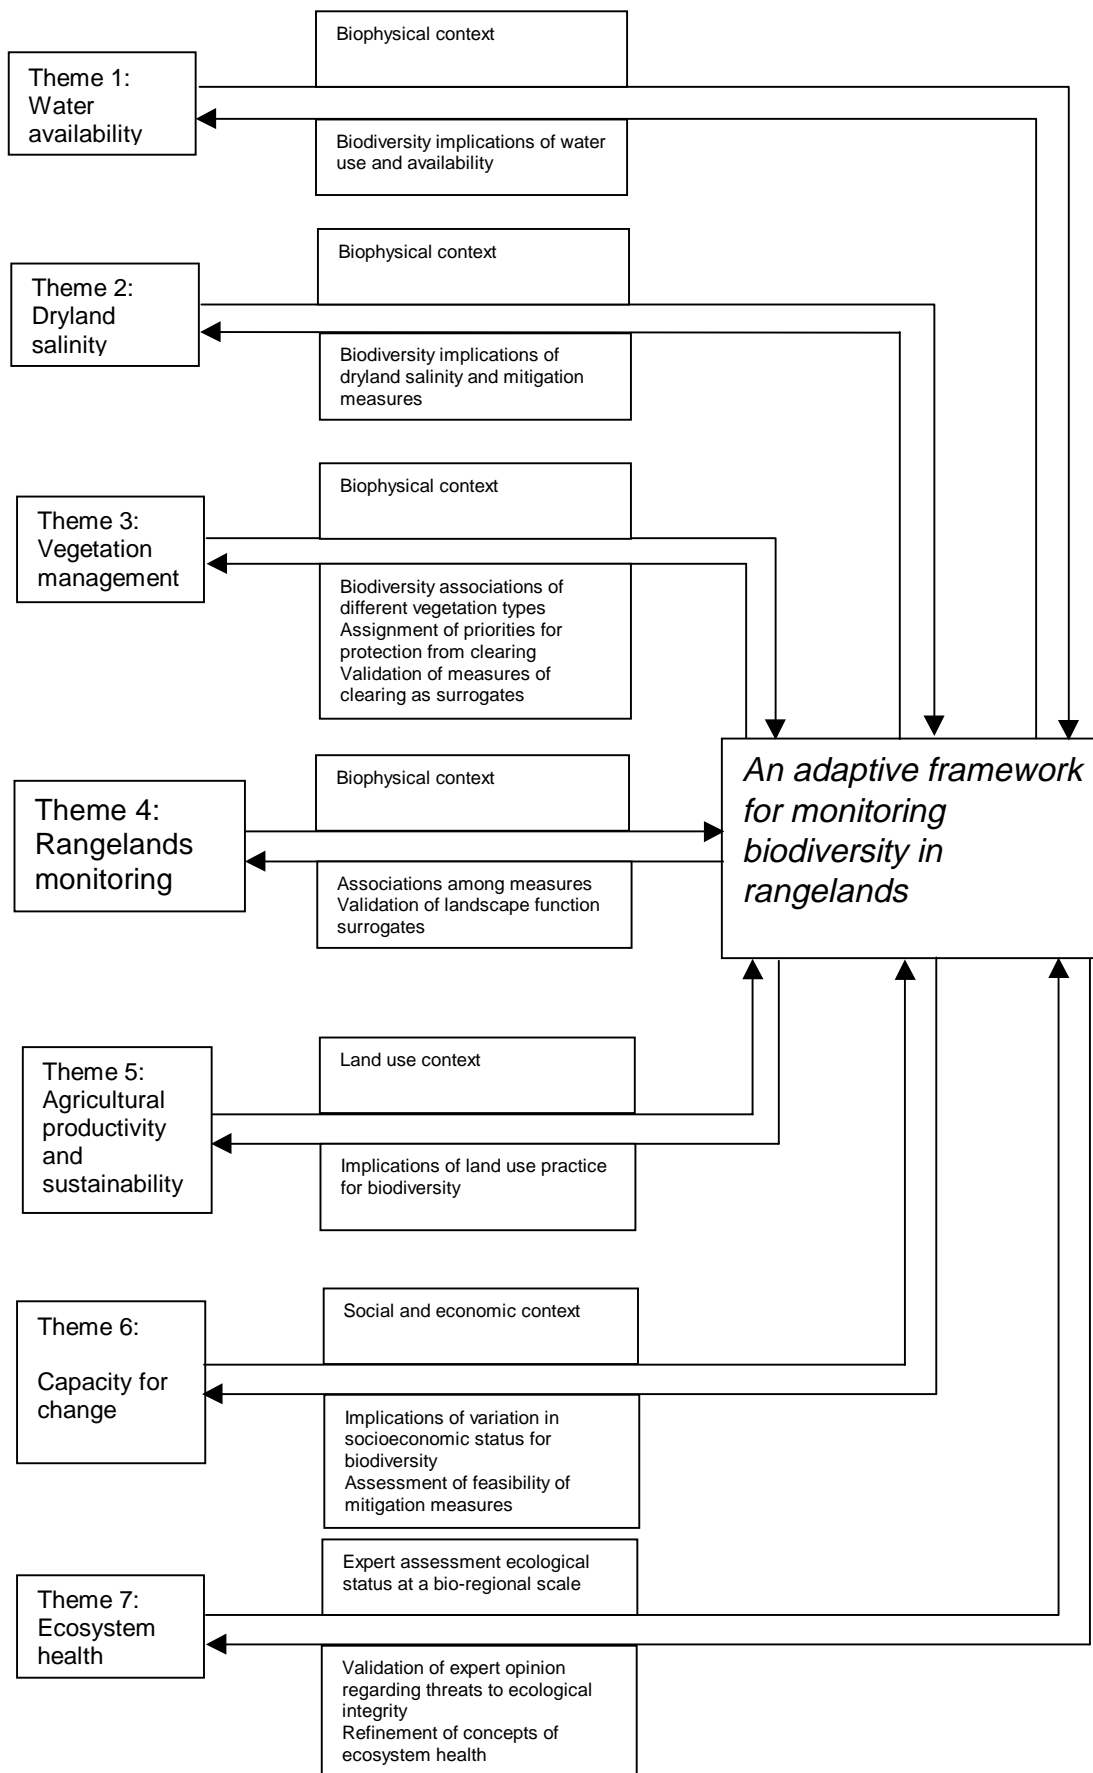 Biophysical context
Theme 1:
Water
availability
Biodiversity implications of water
use and availability
Biophysical context
Theme 2:
Dryland
salinity
Biodiversity implications of
dryland salinity and mitigation
measures
Biophysical context
Theme 3:
Vegetation
management
Biodiversity associations of
different vegetation types
Assignment of priorities for
protection from clearing
Validation of measures of
clearing as surrogates
Biophysical context
Theme 4:
Rangelands
monitoring
Associations among measures
Validation of landscape function
surrogates
An adaptive framework
for monitoring
biodiversity in
rangelands
Land use context
Theme 5:
Agricultural
productivity
and
sustainability
Implications of land use practice
for biodiversity
Social and economic context
Theme 6:
Capacity for
change
Implications of variation in
socioeconomic status for
biodiversity
Assessment of feasibility of
mitigation measures
Expert assessment ecological
status at a bio-regional scale
Theme 7:
Ecosystem
health
Validation of expert opinion
regarding threats to ecological
integrity
Refinement of concepts of
ecosystem health